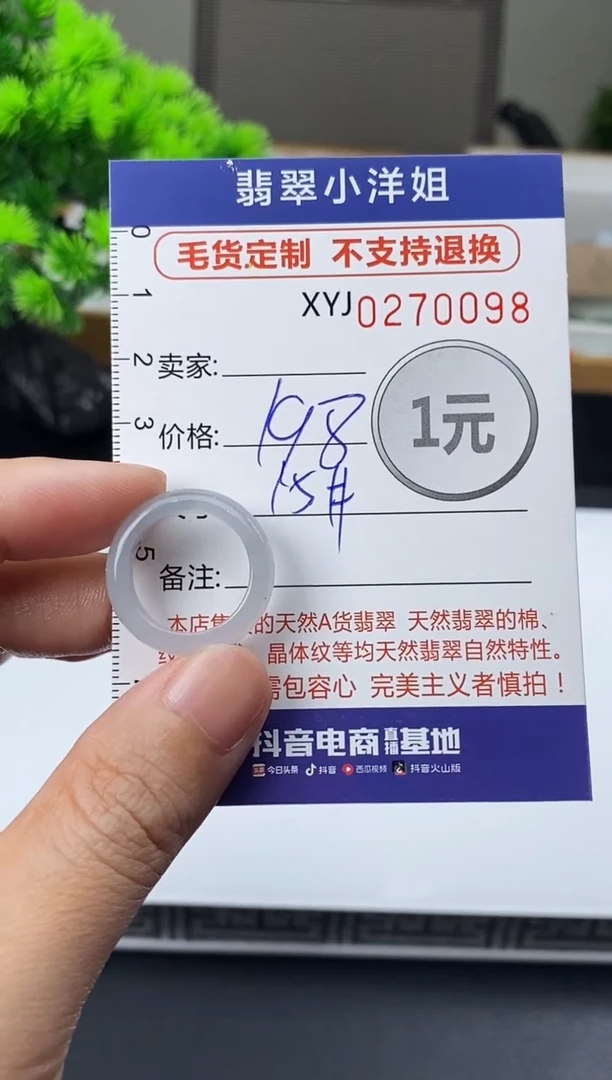 翡翠小洋姐
毛货定制 不支持退换
XYJ0270098
0
1
2
3
5
卖家:
价格: 198
15#
1元
备注:
本店售 的天然A货翡翠 天然翡翠的棉、
纹 晶体纹等均天然翡翠自然特性。
需包容心 完美主义者慎拍！
抖音电商直播基地
头条 今日头条 抖音 西瓜视频 抖音火山版